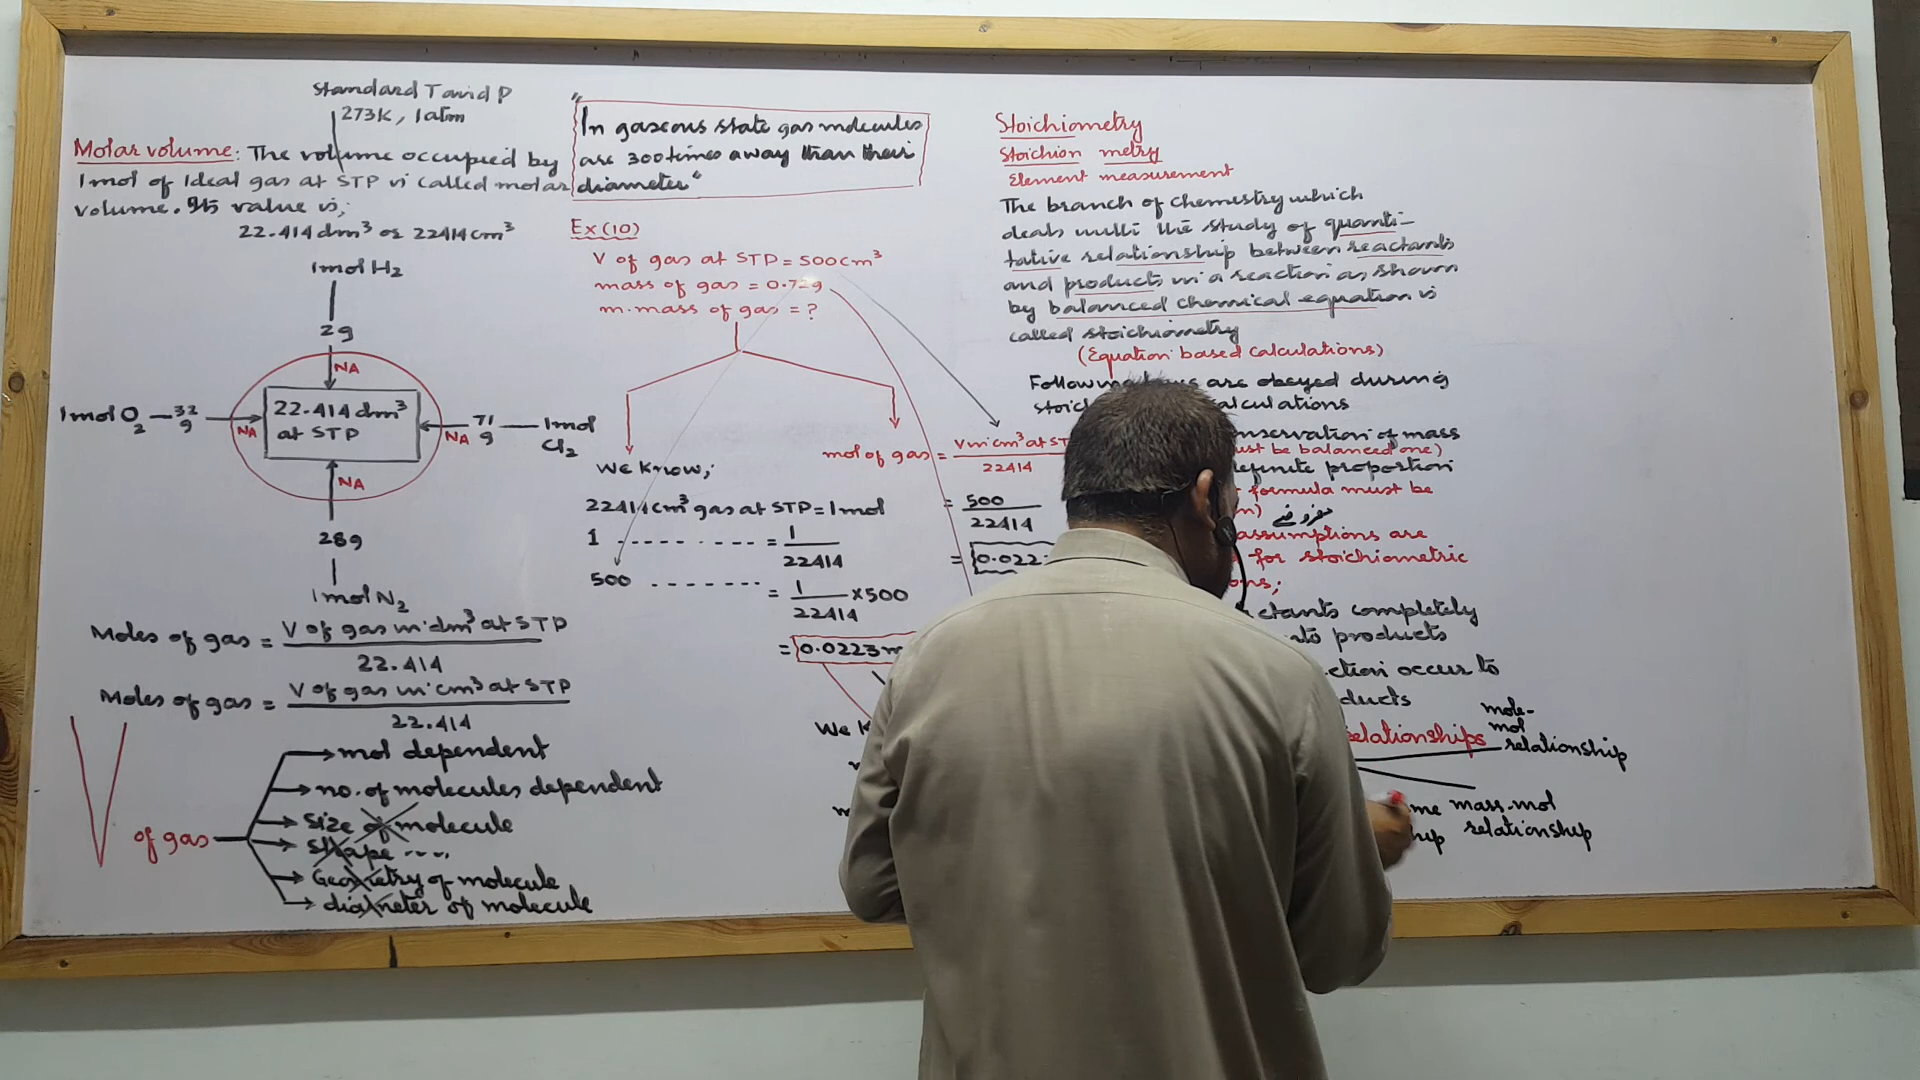 Standard T and P
273K, 1atm
Molar volume: The volume occupied by
1mol of Ideal gas at STP is called molar
volume. Its value is;
22.414 dm³ or 22414 cm³
1mol H₂
2g
NA
1mol O₂ — 32 g
NA
22.414 dm³
at STP
NA
71 g — 1mol Cl₂
NA
28g
1mol N₂
Moles of gas = V of gas in dm³ at STP / 22.414
Moles of gas = V of gas in cm³ at STP / 22.414
V of gas
mol dependent
no. of molecules dependent
size of molecule
shape ....
Geometry of molecule
diameter of molecule
"In gaseous state gas molecules
are 300 times away than their
diameter"
Ex (10)
V of gas at STP = 500cm³
mass of gas = 0.72g
m.mass of gas = ?
We know;
22414cm³ gas at STP = 1mol
1 - - - - - - - - = 1/22414
500 - - - - - - - = 1/22414 × 500
= 0.0223
We
mol of gas = V in cm³ at ST / 22414
= 500/22414
= 0.022
Stoichiometry
Stoichion metry
Element measurement
The branch of chemestry which
deals with the study of quanti-
tative relationship between reactants
and products in a reaction as shown
by balanced chemical equation is
called stoichiometry
(Equation based calculations)
Following are obeyed during
stoic alculations
nservation of mass
ust be balanced one)
efinite proportion
formula must be
assumptions are
for stoichiometric
ons;
ctants completely
nto products
ction occur to
ducts
Relationships
mole-
mol
relationship
me
hip
mass.mol
relationship